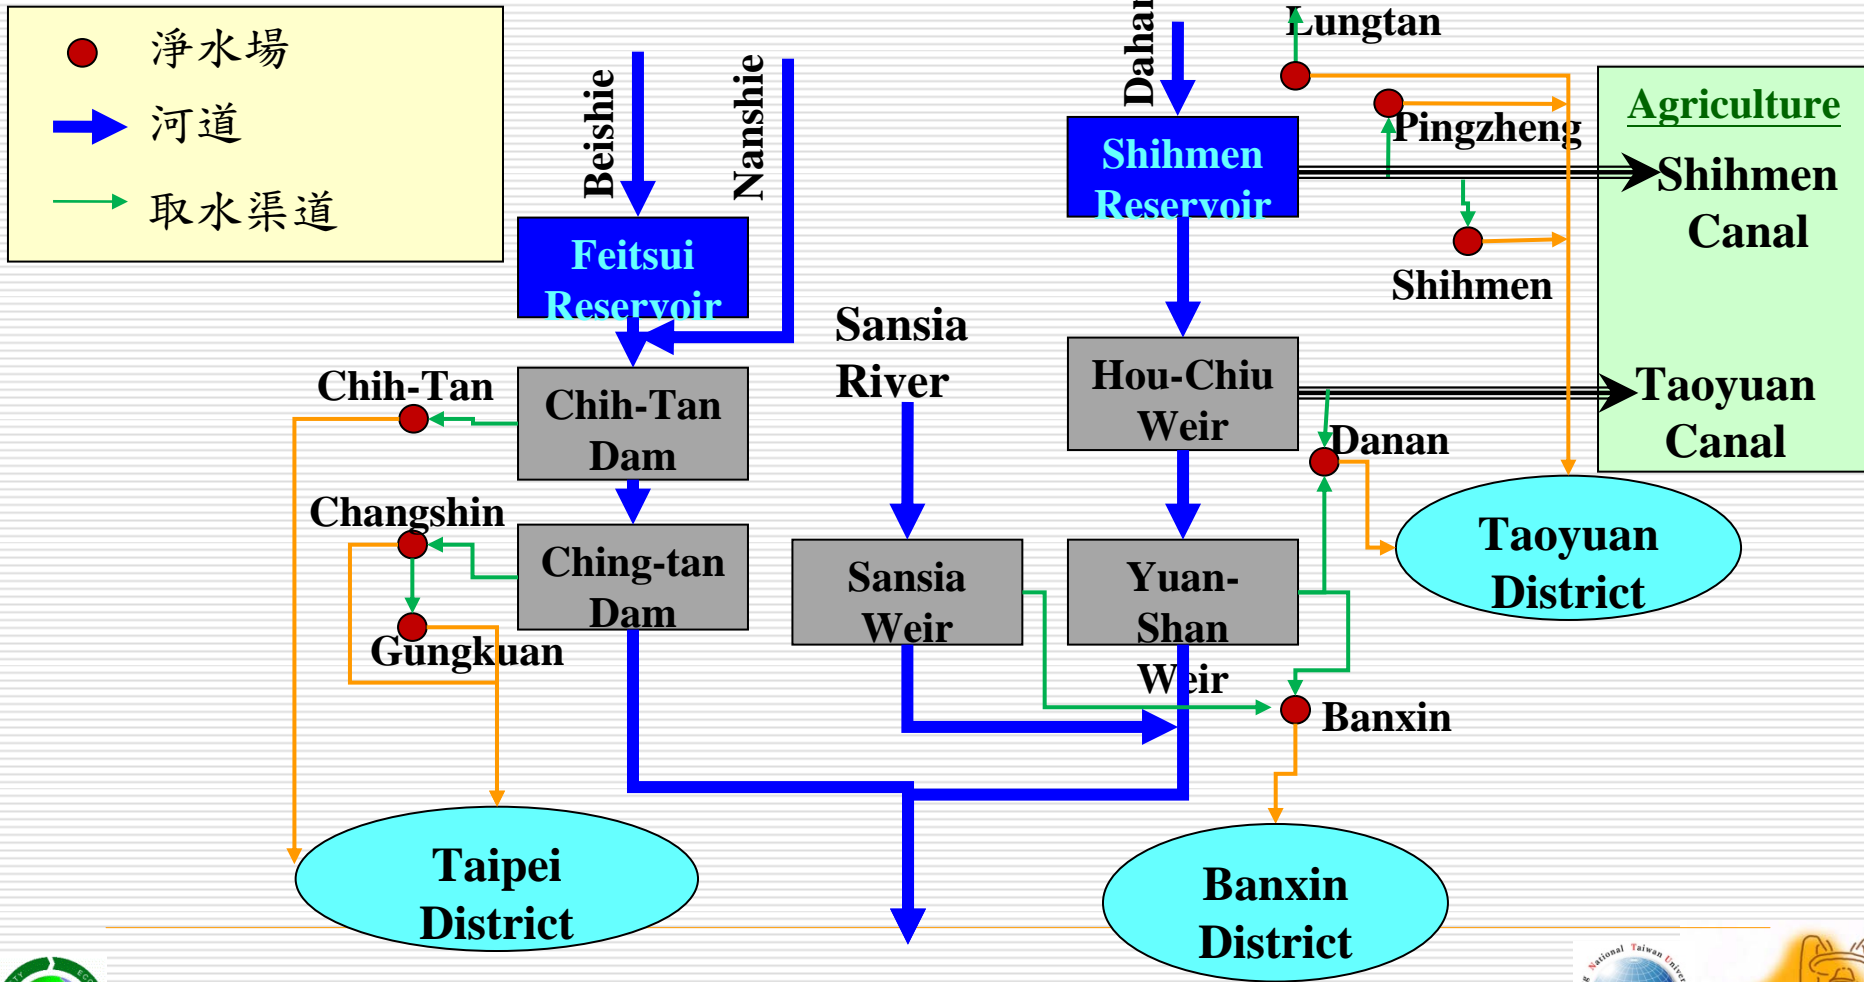 淨水場
河道
取水渠道
Beishie
Nanshie
Feitsui
Reservoir
Chih-Tan
Chih-Tan
Dam
Changshin
Ching-tan
Dam
Gungkuan
Taipei
District
Sansia
River
Sansia
Weir
Shihmen
Reservoir
Hou-Chiu
Weir
Yuan-
Shan
Weir
Lungtan
Pingzheng
Shihmen
Danan
Banxin
Banxin
District
Taoyuan
District
Agriculture
Shihmen
Canal
Taoyuan
Canal
National Taiwan